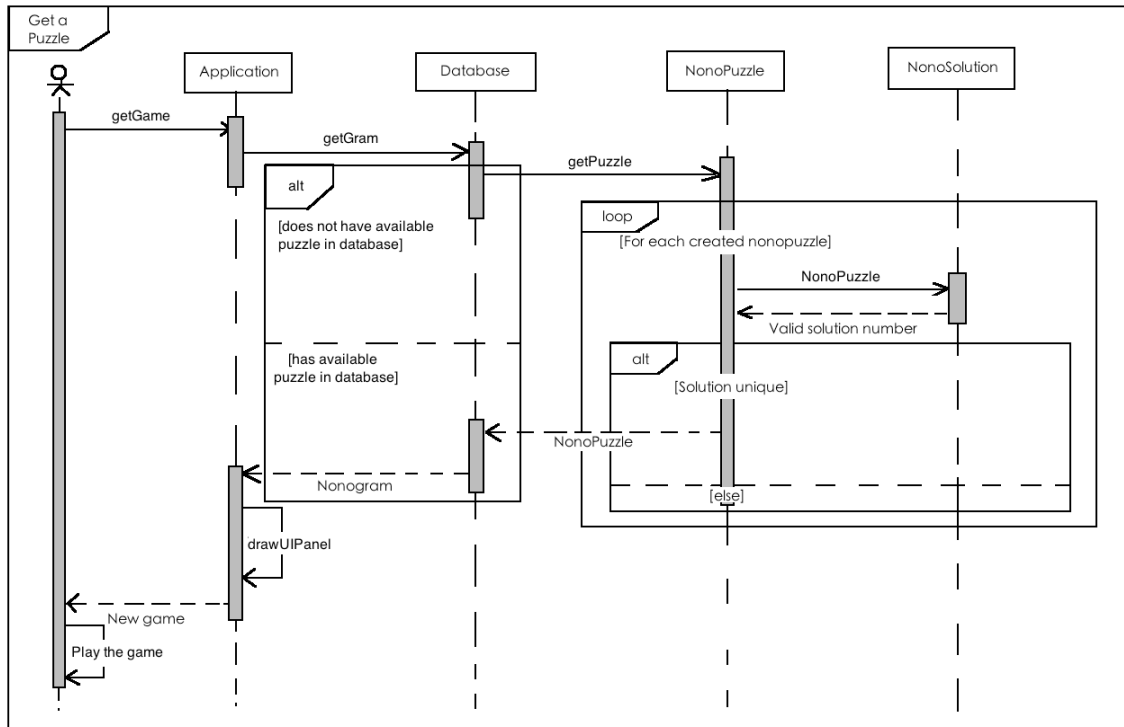 Get a
Puzzle
Application
Database
NonoPuzzle
NonoSolution
getGame
getGram
getPuzzle
alt
[does not have available
puzzle in database]
loop
[For each created nonopuzzle]
NonoPuzzle
Valid solution number
[has available
puzzle in database]
alt
[Solution unique]
NonoPuzzle
Nonogram
[else]
drawUIPanel
New game
Play the game